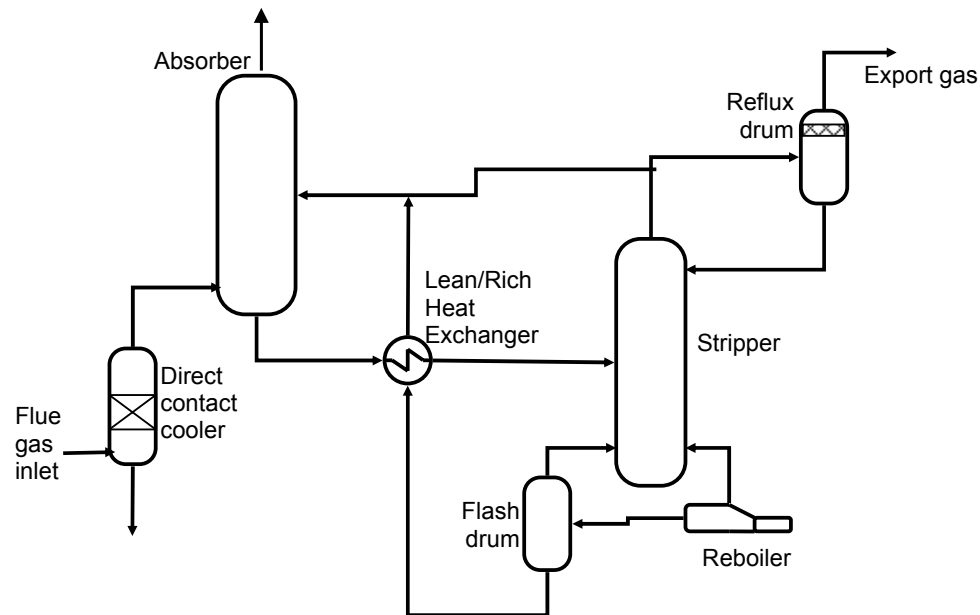 Absorber
Export gas
Reflux
drum
Lean/Rich
Heat
Exchanger
Stripper
Direct
contact
cooler
Flue
gas
inlet
Flash
drum
Reboiler